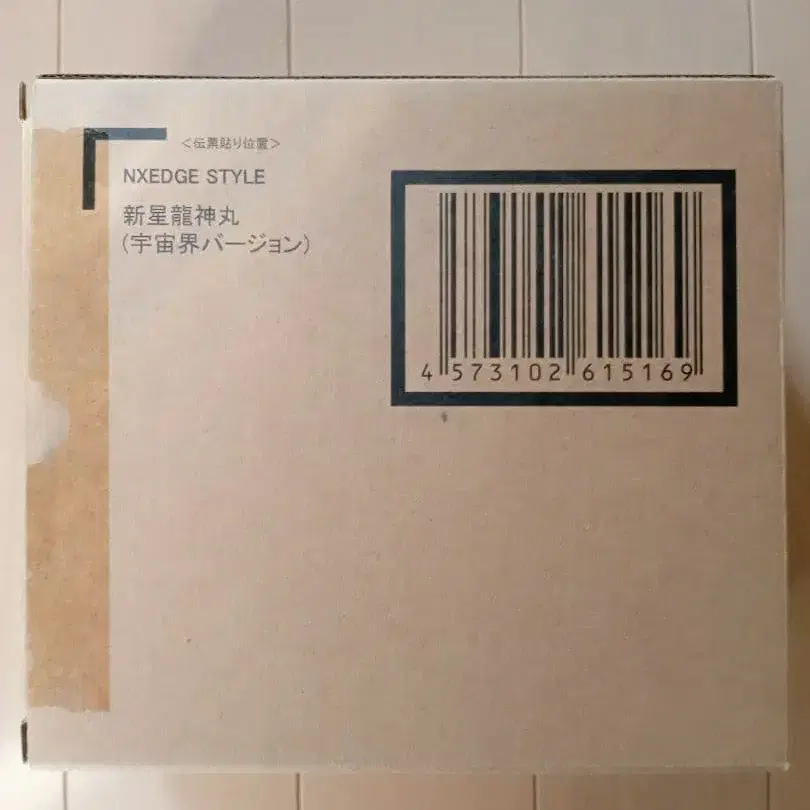 ＜伝票貼り位置＞
NXEDGE STYLE
新星龍神丸
(宇宙界バージョン)
4 573102 615169